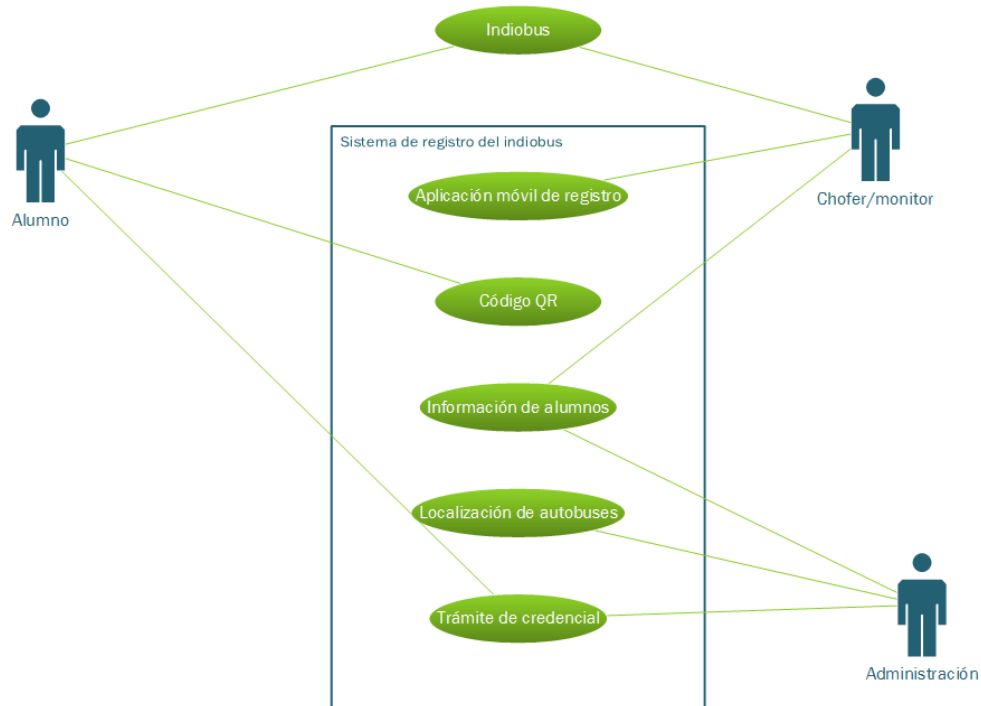 Indiobus
Sistema de registro del indiobus
Aplicación móvil de registro
Alumno
Chofer/monitor
Código QR
Información de alumnos
Localización de autobuses
Trámite de credencial
Administración